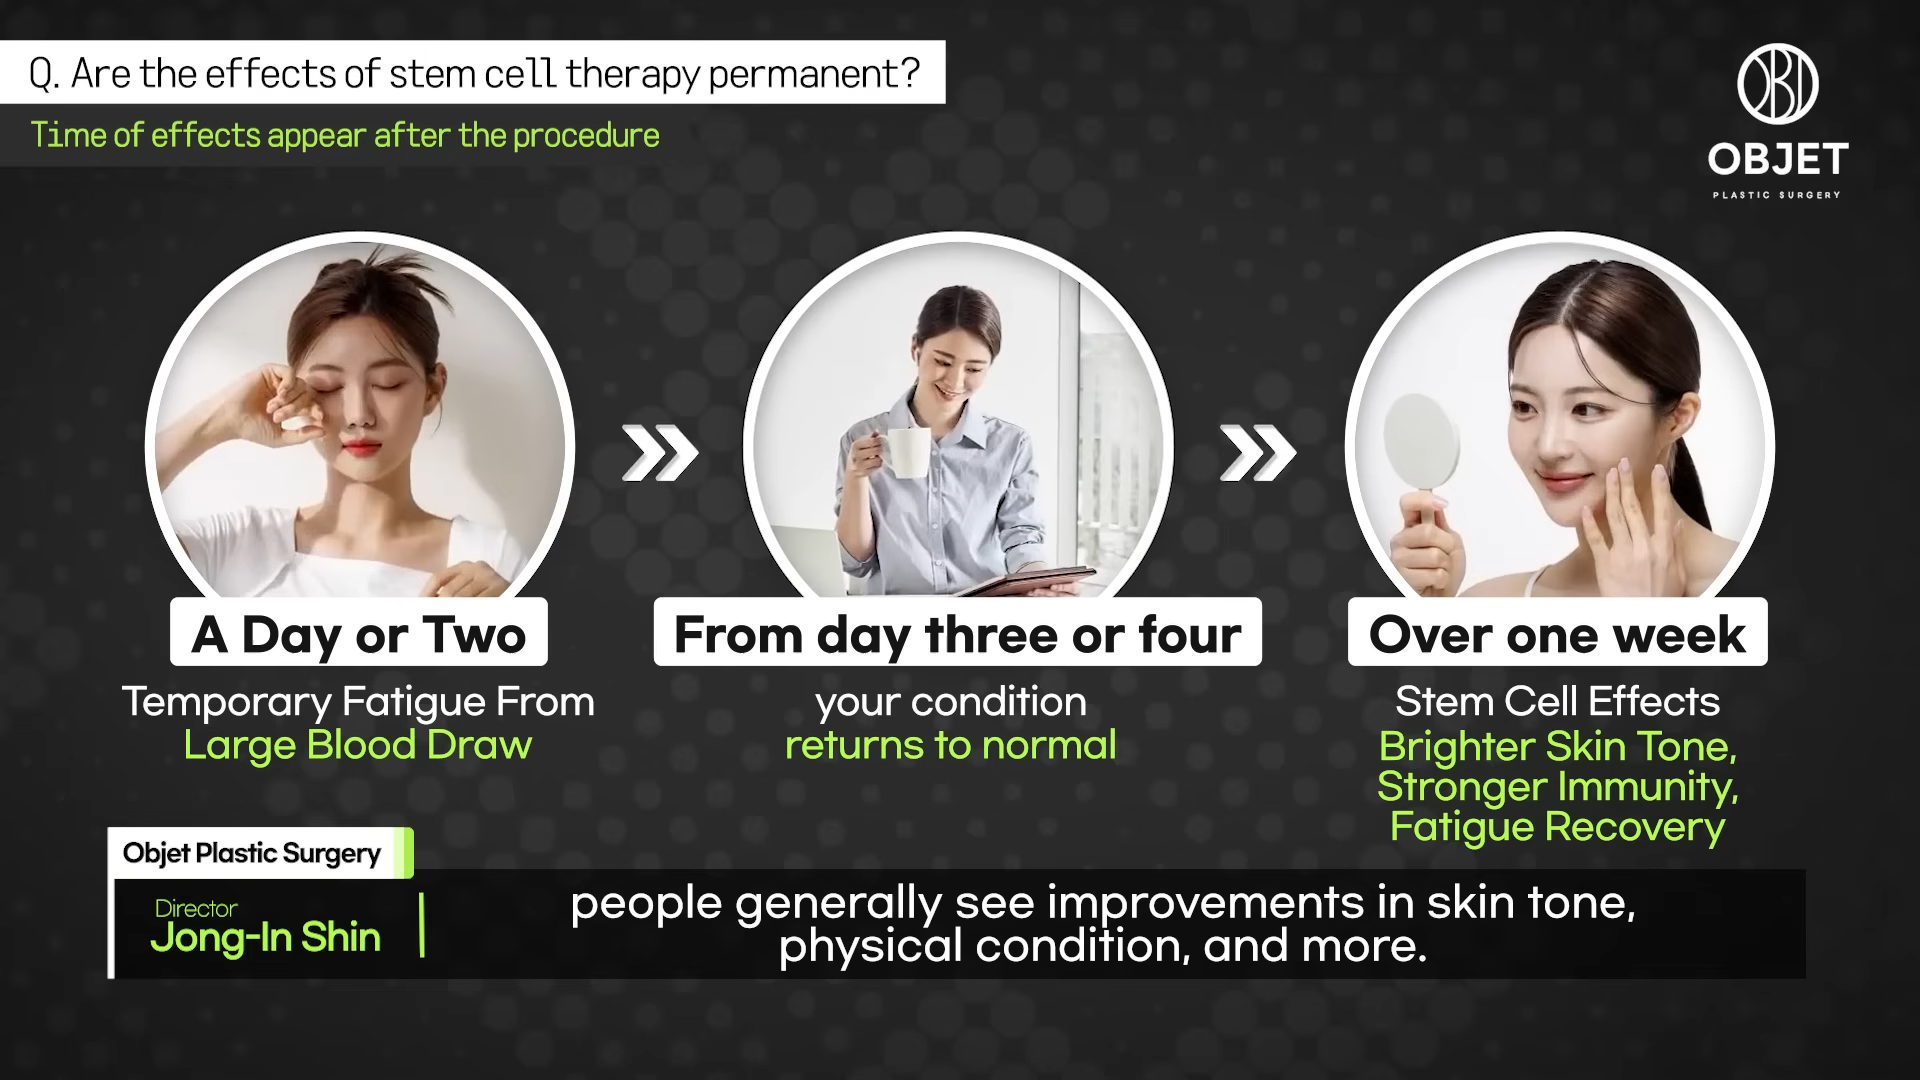 Q. Are the effects of stem cell therapy permanent?
Time of effects appear after the procedure
OBJET
PLASTIC SURGERY
A Day or Two
Temporary Fatigue From
Large Blood Draw
From day three or four
your condition
returns to normal
Over one week
Stem Cell Effects
Brighter Skin Tone,
Stronger Immunity,
Fatigue Recovery
Objet Plastic Surgery
Director
Jong-In Shin
people generally see improvements in skin tone,
physical condition, and more.